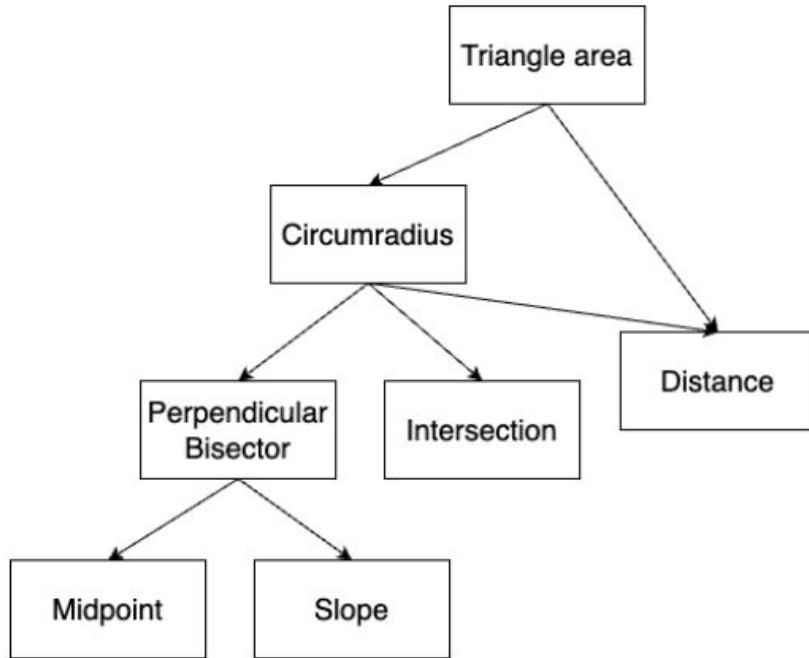 Triangle area
Circumradius
Distance
Perpendicular
Bisector
Intersection
Midpoint
Slope